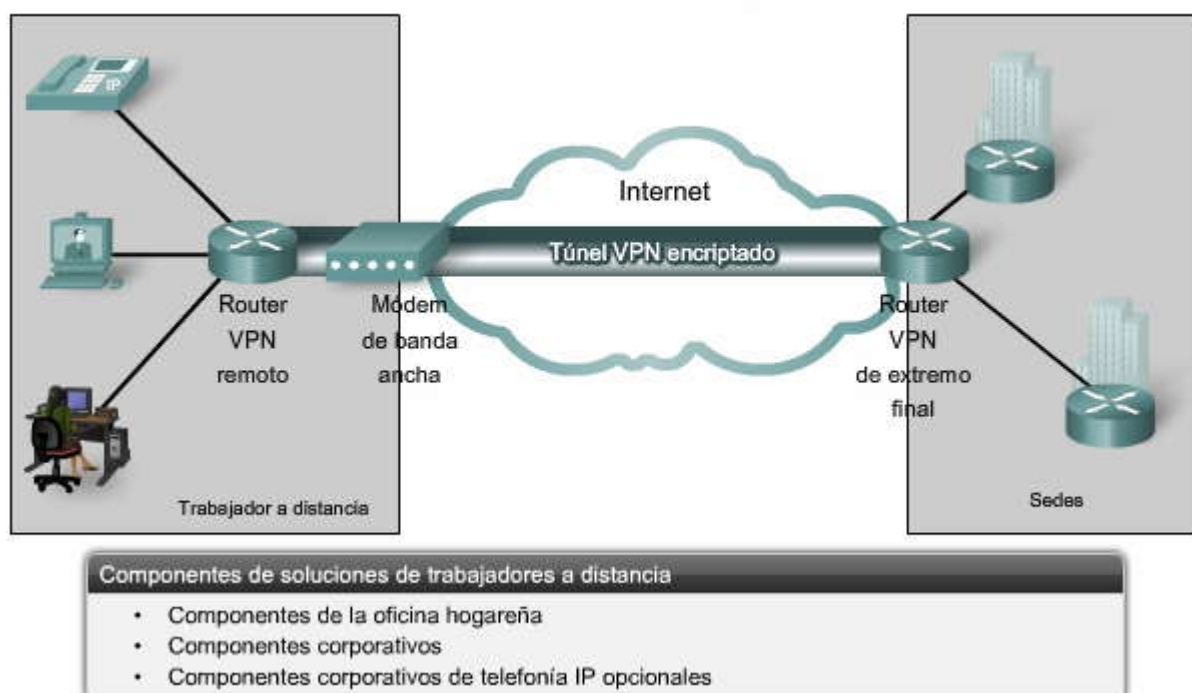 IP
Internet
Túnel VPN encriptado
Router
VPN
remoto
Módem
de banda
ancha
Router
VPN
de extremo
final
Trabajador a distancia
Sedes
Componentes de soluciones de trabajadores a distancia
• Componentes de la oficina hogareña
• Componentes corporativos
• Componentes corporativos de telefonía IP opcionales